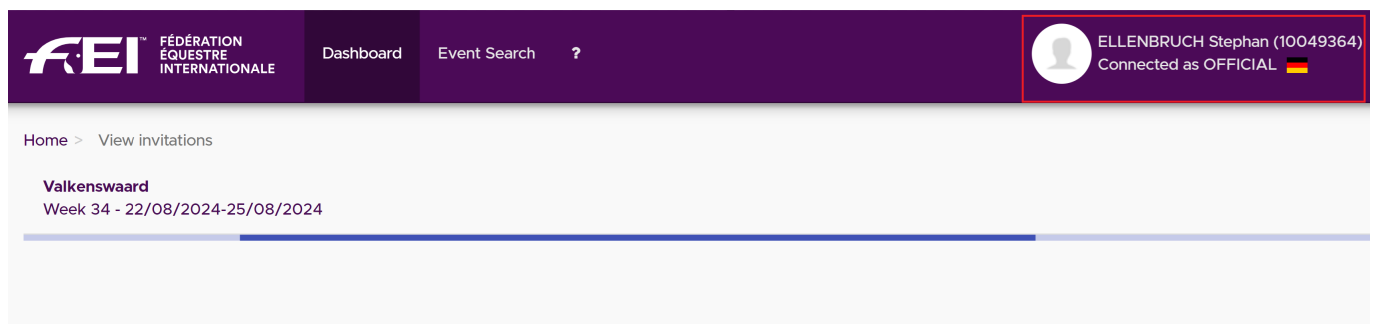 FEI™ FÉDÉRATION
ÉQUESTRE
INTERNATIONALE
Dashboard Event Search ?
ELLENBRUCH Stephan (10049364)
Connected as OFFICIAL
Home > View invitations
Valkenswaard
Week 34 - 22/08/2024-25/08/2024